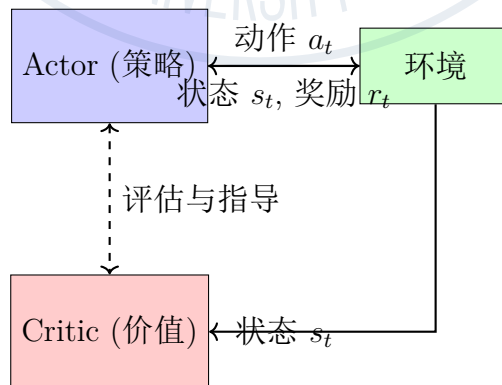 动作 a_t
Actor (策略)
环境
状态 s_t, 奖励 r_t
评估与指导
Critic (价值)
状态 s_t